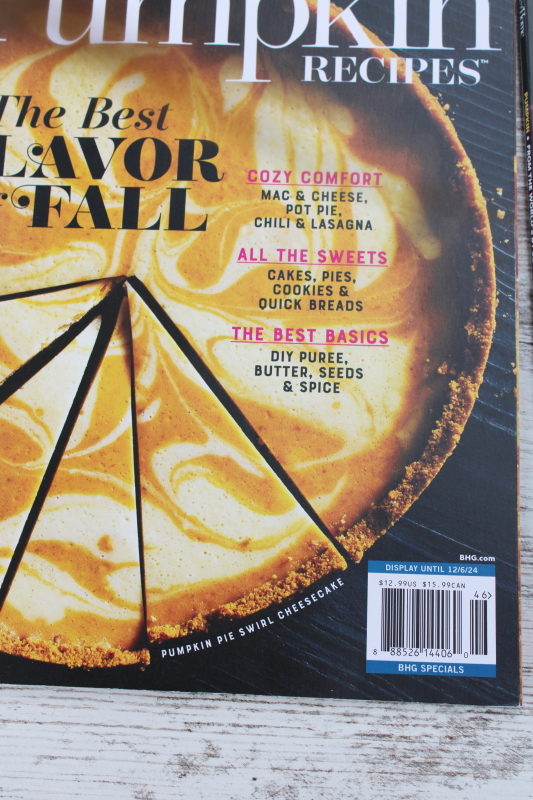 Pumpkin
RECIPES™
The Best
FLAVOR
FALL
COZY COMFORT
MAC & CHEESE,
POT PIE,
CHILI & LASAGNA
ALL THE SWEETS
CAKES, PIES,
COOKIES &
QUICK BREADS
THE BEST BASICS
DIY PUREE,
BUTTER, SEEDS
& SPICE
PUMPKIN PIE SWIRL CHEESECAKE
BHG.com
DISPLAY UNTIL 12/6/24
$12.99US $15.99CAN
46>
8 88526 14406 0
BHG SPECIALS